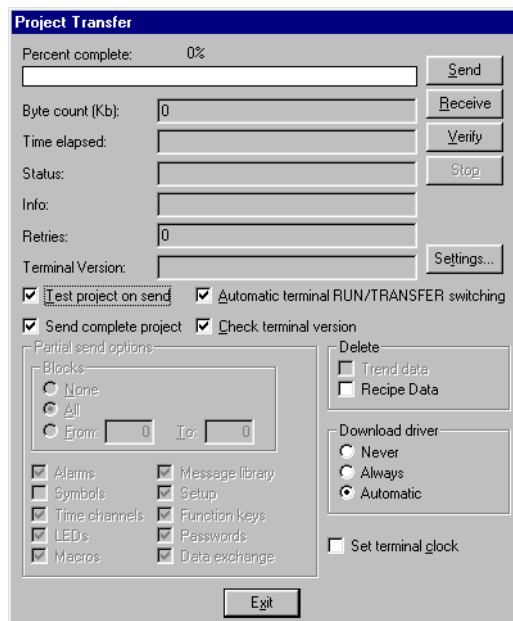 Project Transfer
Percent complete: 0%
Send
Byte count (Kb): 0
Receive
Time elapsed:
Verify
Status:
Stop
Info:
Retries: 0
Terminal Version:
Settings...
Test project on send
Automatic terminal RUN/TRANSFER switching
Send complete project
Check terminal version
Partial send options
Blocks
None
All
From: 0 To: 0
Alarms
Message library
Symbols
Setup
Time channels
Function keys
LEDs
Passwords
Macros
Data exchange
Delete
Trend data
Recipe Data
Download driver
Never
Always
Automatic
Set terminal clock
Exit